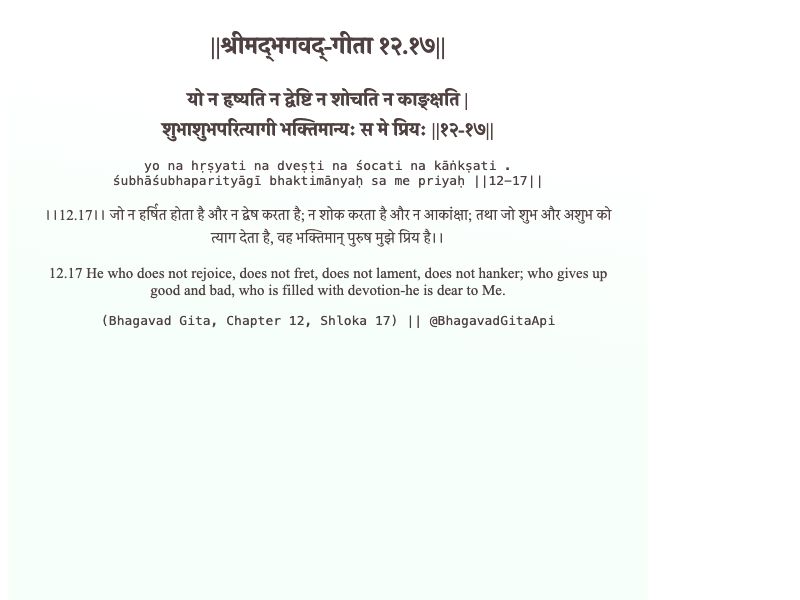 ||श्रीमद्‍भगवद्‍-गीता १२.१७||
यो न हृष्यति न द्वेष्टि न शोचति न काङ्क्षति |
शुभाशुभपरित्यागी भक्तिमान्यः स मे प्रियः ||१२-१७||
yo na hṛṣyati na dveṣṭi na śocati na kāṅkṣati .
śubhāśubhaparityāgī bhaktimānyaḥ sa me priyaḥ ||12-17||
।।12.17।। जो न हर्षित होता है और न द्वेष करता है; न शोक करता है और न आकांक्षा; तथा जो शुभ और अशुभ को
त्याग देता है, वह भक्तिमान् पुरुष मुझे प्रिय है।।
12.17 He who does not rejoice, does not fret, does not lament, does not hanker; who gives up
good and bad, who is filled with devotion-he is dear to Me.
(Bhagavad Gita, Chapter 12, Shloka 17) || @BhagavadGitaApi